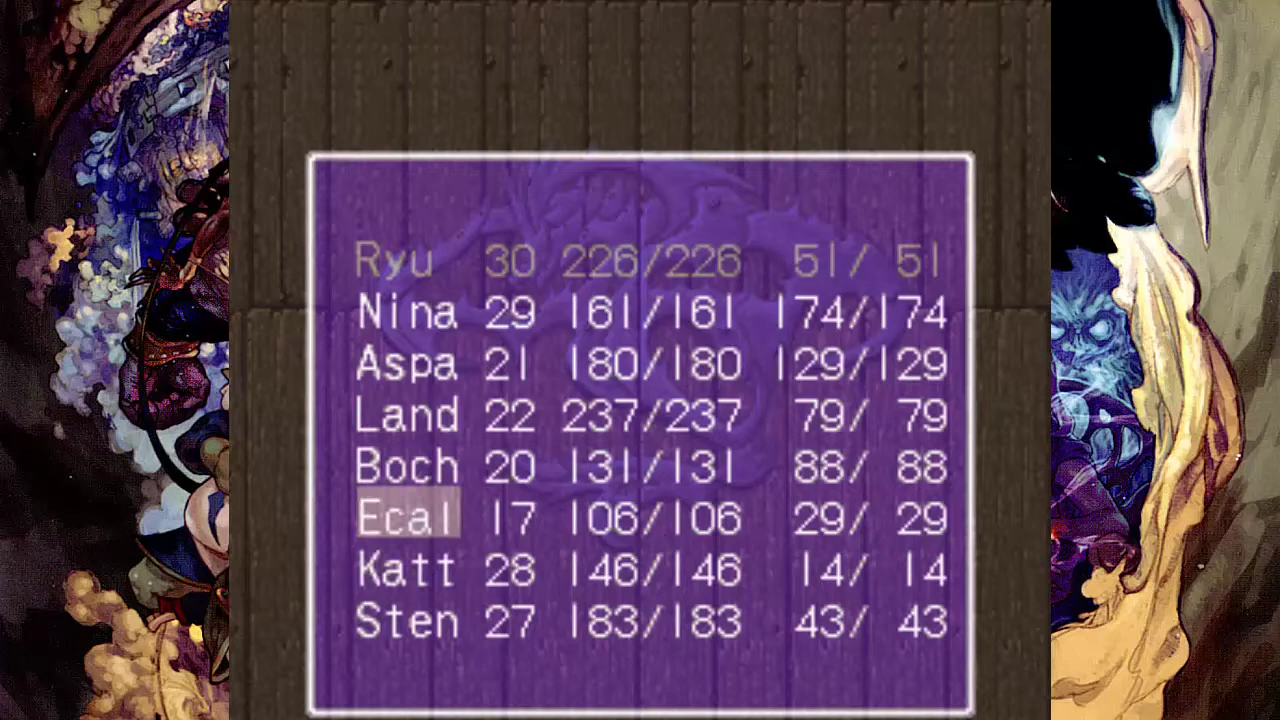 Ryu 30 226/226 51/ 51
Nina 29 161/161 174/174
Aspa 21 180/180 129/129
Land 22 237/237 79/ 79
Boch 20 131/131 88/ 88
Ecal 17 106/106 29/ 29
Katt 28 146/146 14/ 14
Sten 27 183/183 43/ 43